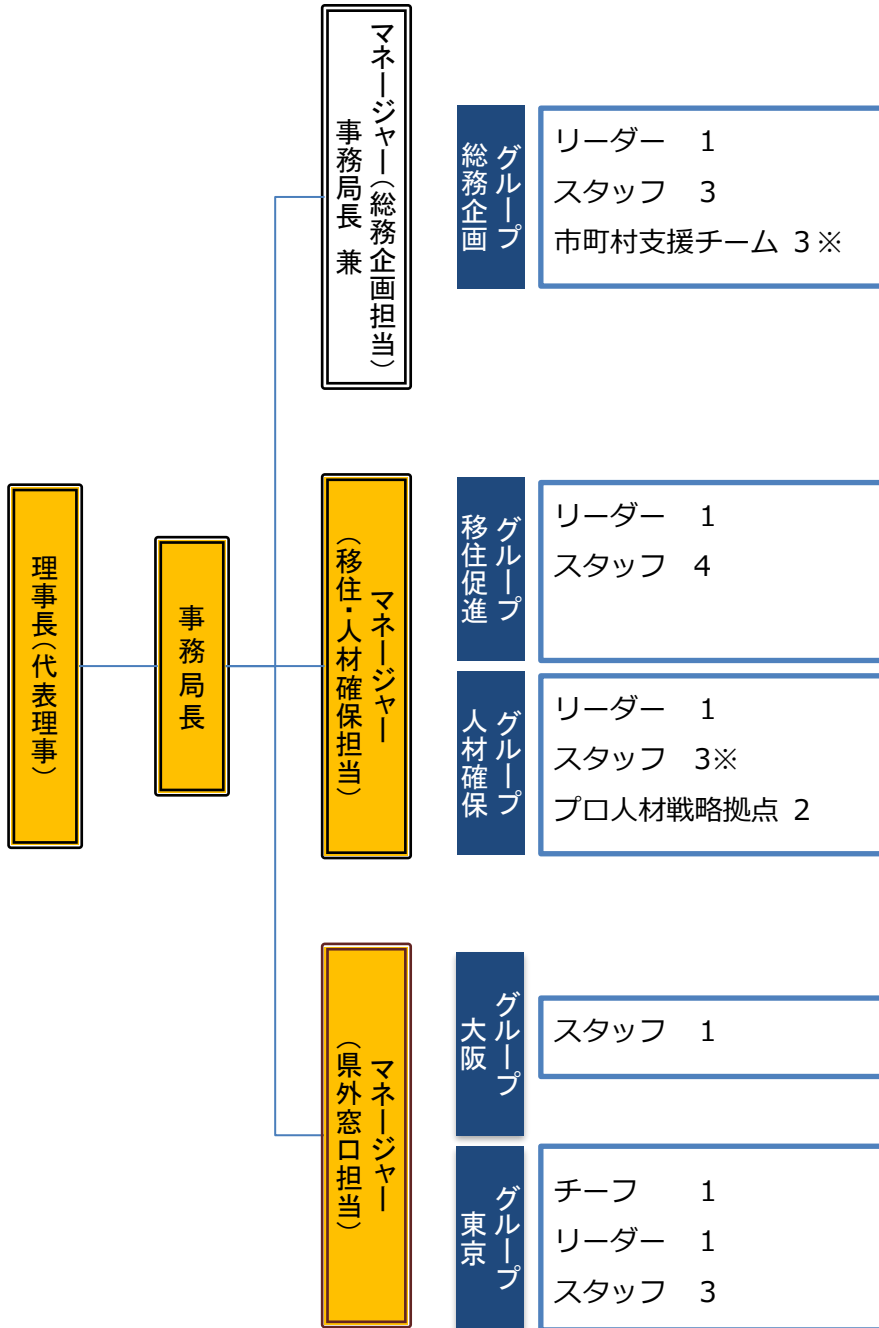 理事長（代表理事）
事務局長
マネージャー（総務企画担当）
事務局長 兼
グループ
総務企画
リーダー 1
スタッフ 3
市町村支援チーム 3※
マネージャー
（移住・人材確保担当）
グループ
移住促進
リーダー 1
スタッフ 4
グループ
人材確保
リーダー 1
スタッフ 3※
プロ人材戦略拠点 2
マネージャー
（県外窓口担当）
グループ
大阪
スタッフ 1
グループ
東京
チーフ 1
リーダー 1
スタッフ 3